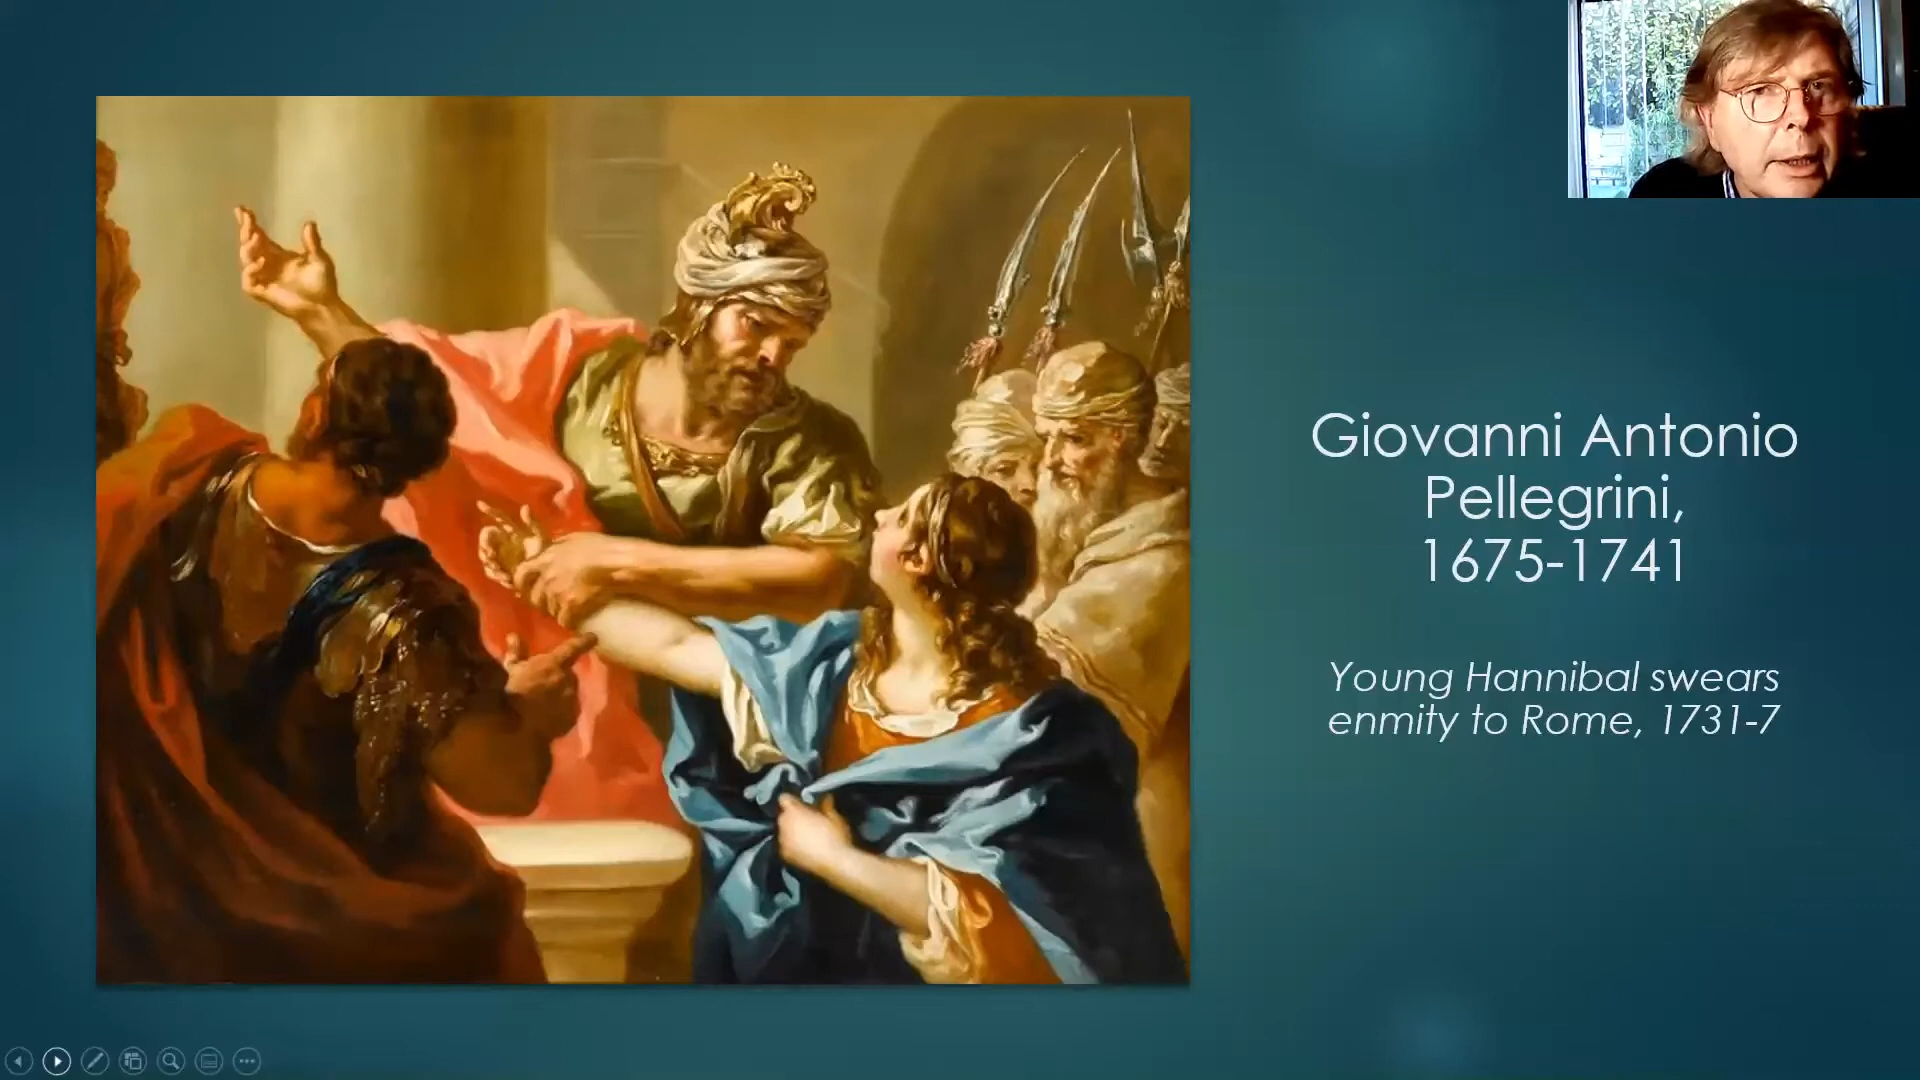 Giovanni Antonio
Pellegrini,
1675-1741
Young Hannibal swears
enmity to Rome, 1731-7